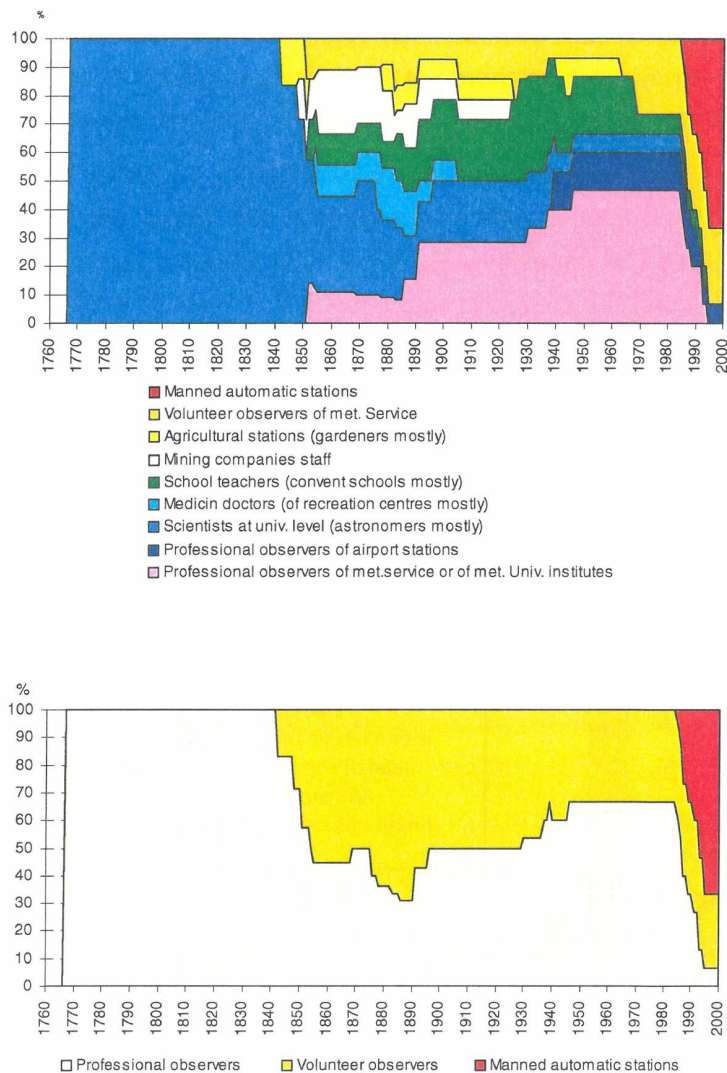 %
100
90
80
70
60
50
40
30
20
10
0
1760 1770 1780 1790 1800 1810 1820 1830 1840 1850 1860 1870 1880 1890 1900 1910 1920 1930 1940 1950 1960 1970 1980 1990 2000
Manned automatic stations
Volunteer observers of met. Service
Agricultural stations (gardeners mostly)
Mining companies staff
School teachers (convent schools mostly)
Medicin doctors (of recreation centres mostly)
Scientists at univ. level (astronomers mostly)
Professional observers of airport stations
Professional observers of met.service or of met. Univ. institutes
%
100
90
80
70
60
50
40
30
20
10
0
1760 1770 1780 1790 1800 1810 1820 1830 1840 1850 1860 1870 1880 1890 1900 1910 1920 1930 1940 1950 1960 1970 1980 1990 2000
Professional observers Volunteer observers Manned automatic stations